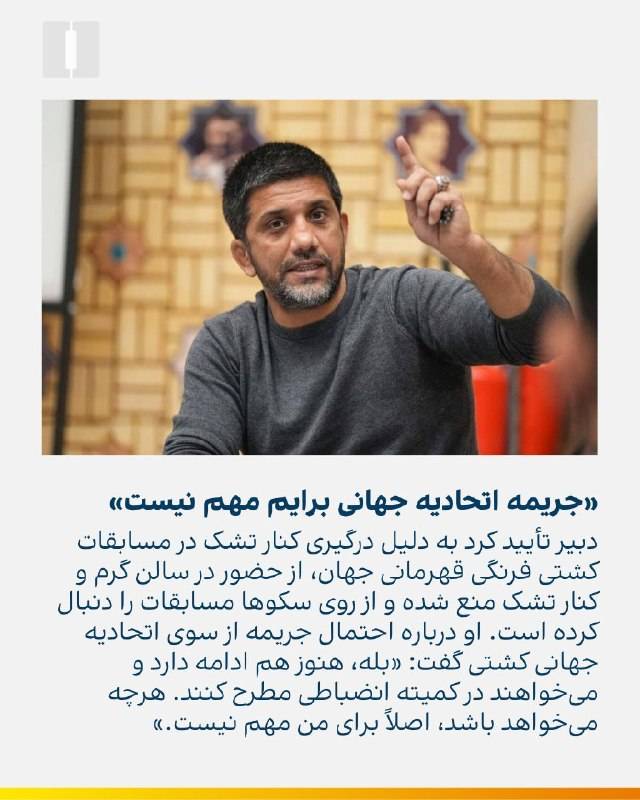 «جریمه اتحادیه جهانی برایم مهم نیست»
دبیر تأیید کرد به دلیل درگیری کنار تشک در مسابقات
کشتی فرنگی قهرمانی جهان، از حضور در سالن گرم و
کنار تشک منع شده و از روی سکوها مسابقات را دنبال
کرده است. او درباره احتمال جریمه از سوی اتحادیه
جهانی کشتی گفت: «بله، هنوز هم ادامه دارد و
می‌خواهند در کمیته انضباطی مطرح کنند. هرچه
می‌خواهد باشد، اصلاً برای من مهم نیست.»